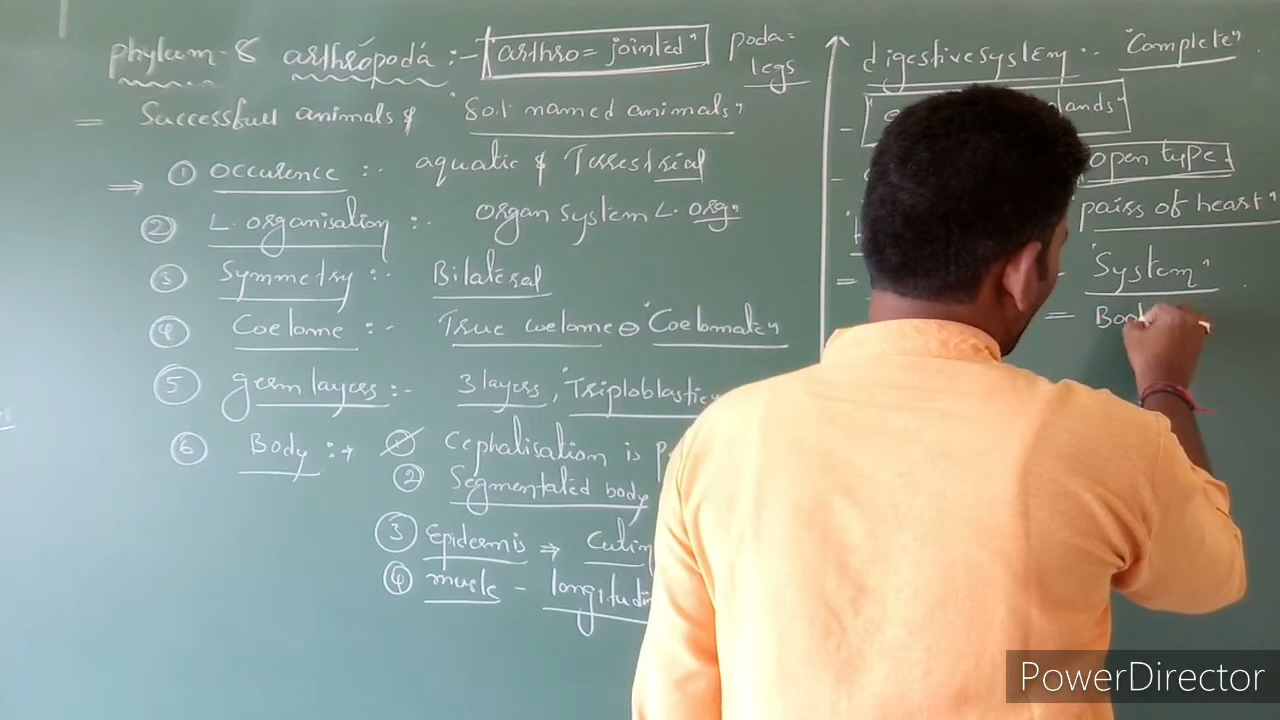 phylum-8 arthropoda :- "arthro = jointed" poda =
legs
= Successfull animals & "80% named animals"
⇒ ① occurence :- aquatic & Terrestrial
② L. organisation :- organ system L. org"
③ Symmetry :- Bilateral
④ Coelome :- True coelome ⊖ "Coelomate"
⑤ germ layers :- 3 layers, "Triploblastic
⑥ Body :→ ① Cephalisation is
② Segmentated body
③ Epidermis ⇒
④ muscle -
digestive system :- "Complete".
-
- open type.
pairs of heart"
= - "System"
=
PowerDirector